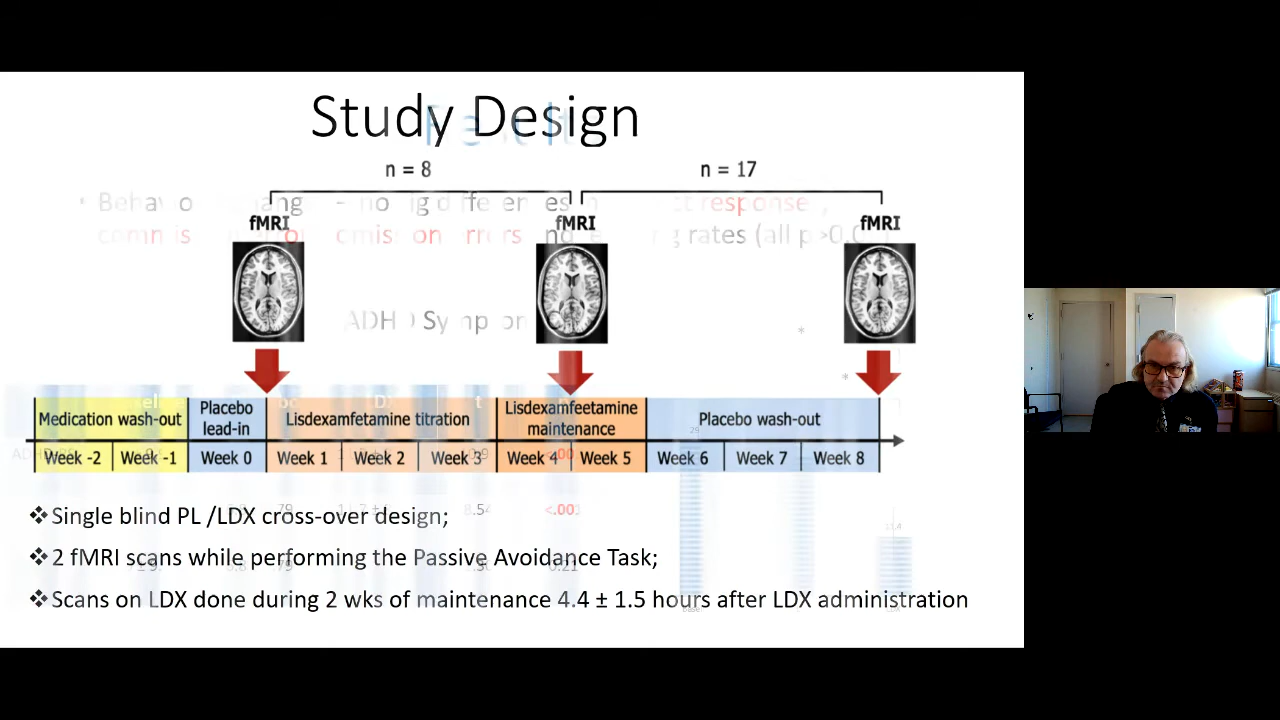 Study Design
n = 8
n = 17
fMRI
fMRI
fMRI
Medication wash-out
Placebo
lead-in
Lisdexamfetamine titration
Lisdexamfeetamine
maintenance
Placebo wash-out
Week -2
Week -1
Week 0
Week 1
Week 2
Week 3
Week 4
Week 5
Week 6
Week 7
Week 8
❖Single blind PL /LDX cross-over design;
❖2 fMRI scans while performing the Passive Avoidance Task;
❖Scans on LDX done during 2 wks of maintenance 4.4 ± 1.5 hours after LDX administration